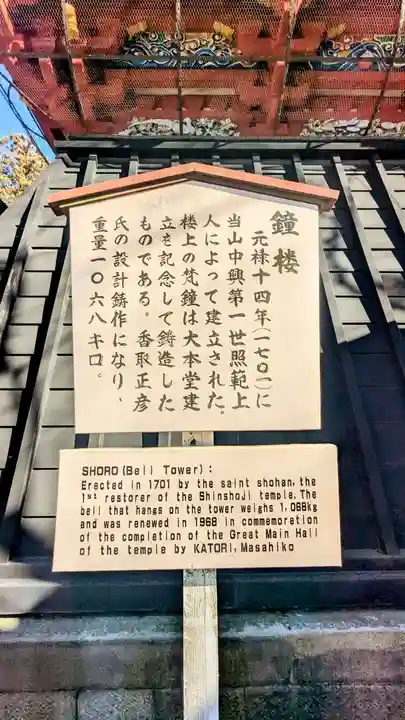 鐘楼
元禄十四年(一七〇一)に
当山中興第一世照範上
人によって建立された。
楼上の梵鐘は大本堂建
立を記念して鋳造した
ものである。香取正彦
氏の設計鋳作になり、
重量一〇六八キロ。
SHORO (Bell Tower) :
Erected in 1701 by the saint shohan, the
1st restorer of the Shinshoji temple. The
bell that hangs on the tower weighs 1,068kg
and was renewed in 1968 in commemoration
of the completion of the Great Main Hall
of the temple by KATORI, Masahiko